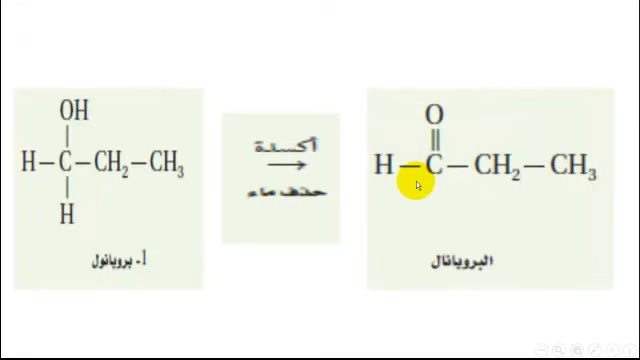 OH
|
H–C–CH₂–CH₃
|
H
1- بروبانول
أكسدة
→
حذف ماء
O
||
H–C–CH₂–CH₃
البروبانال